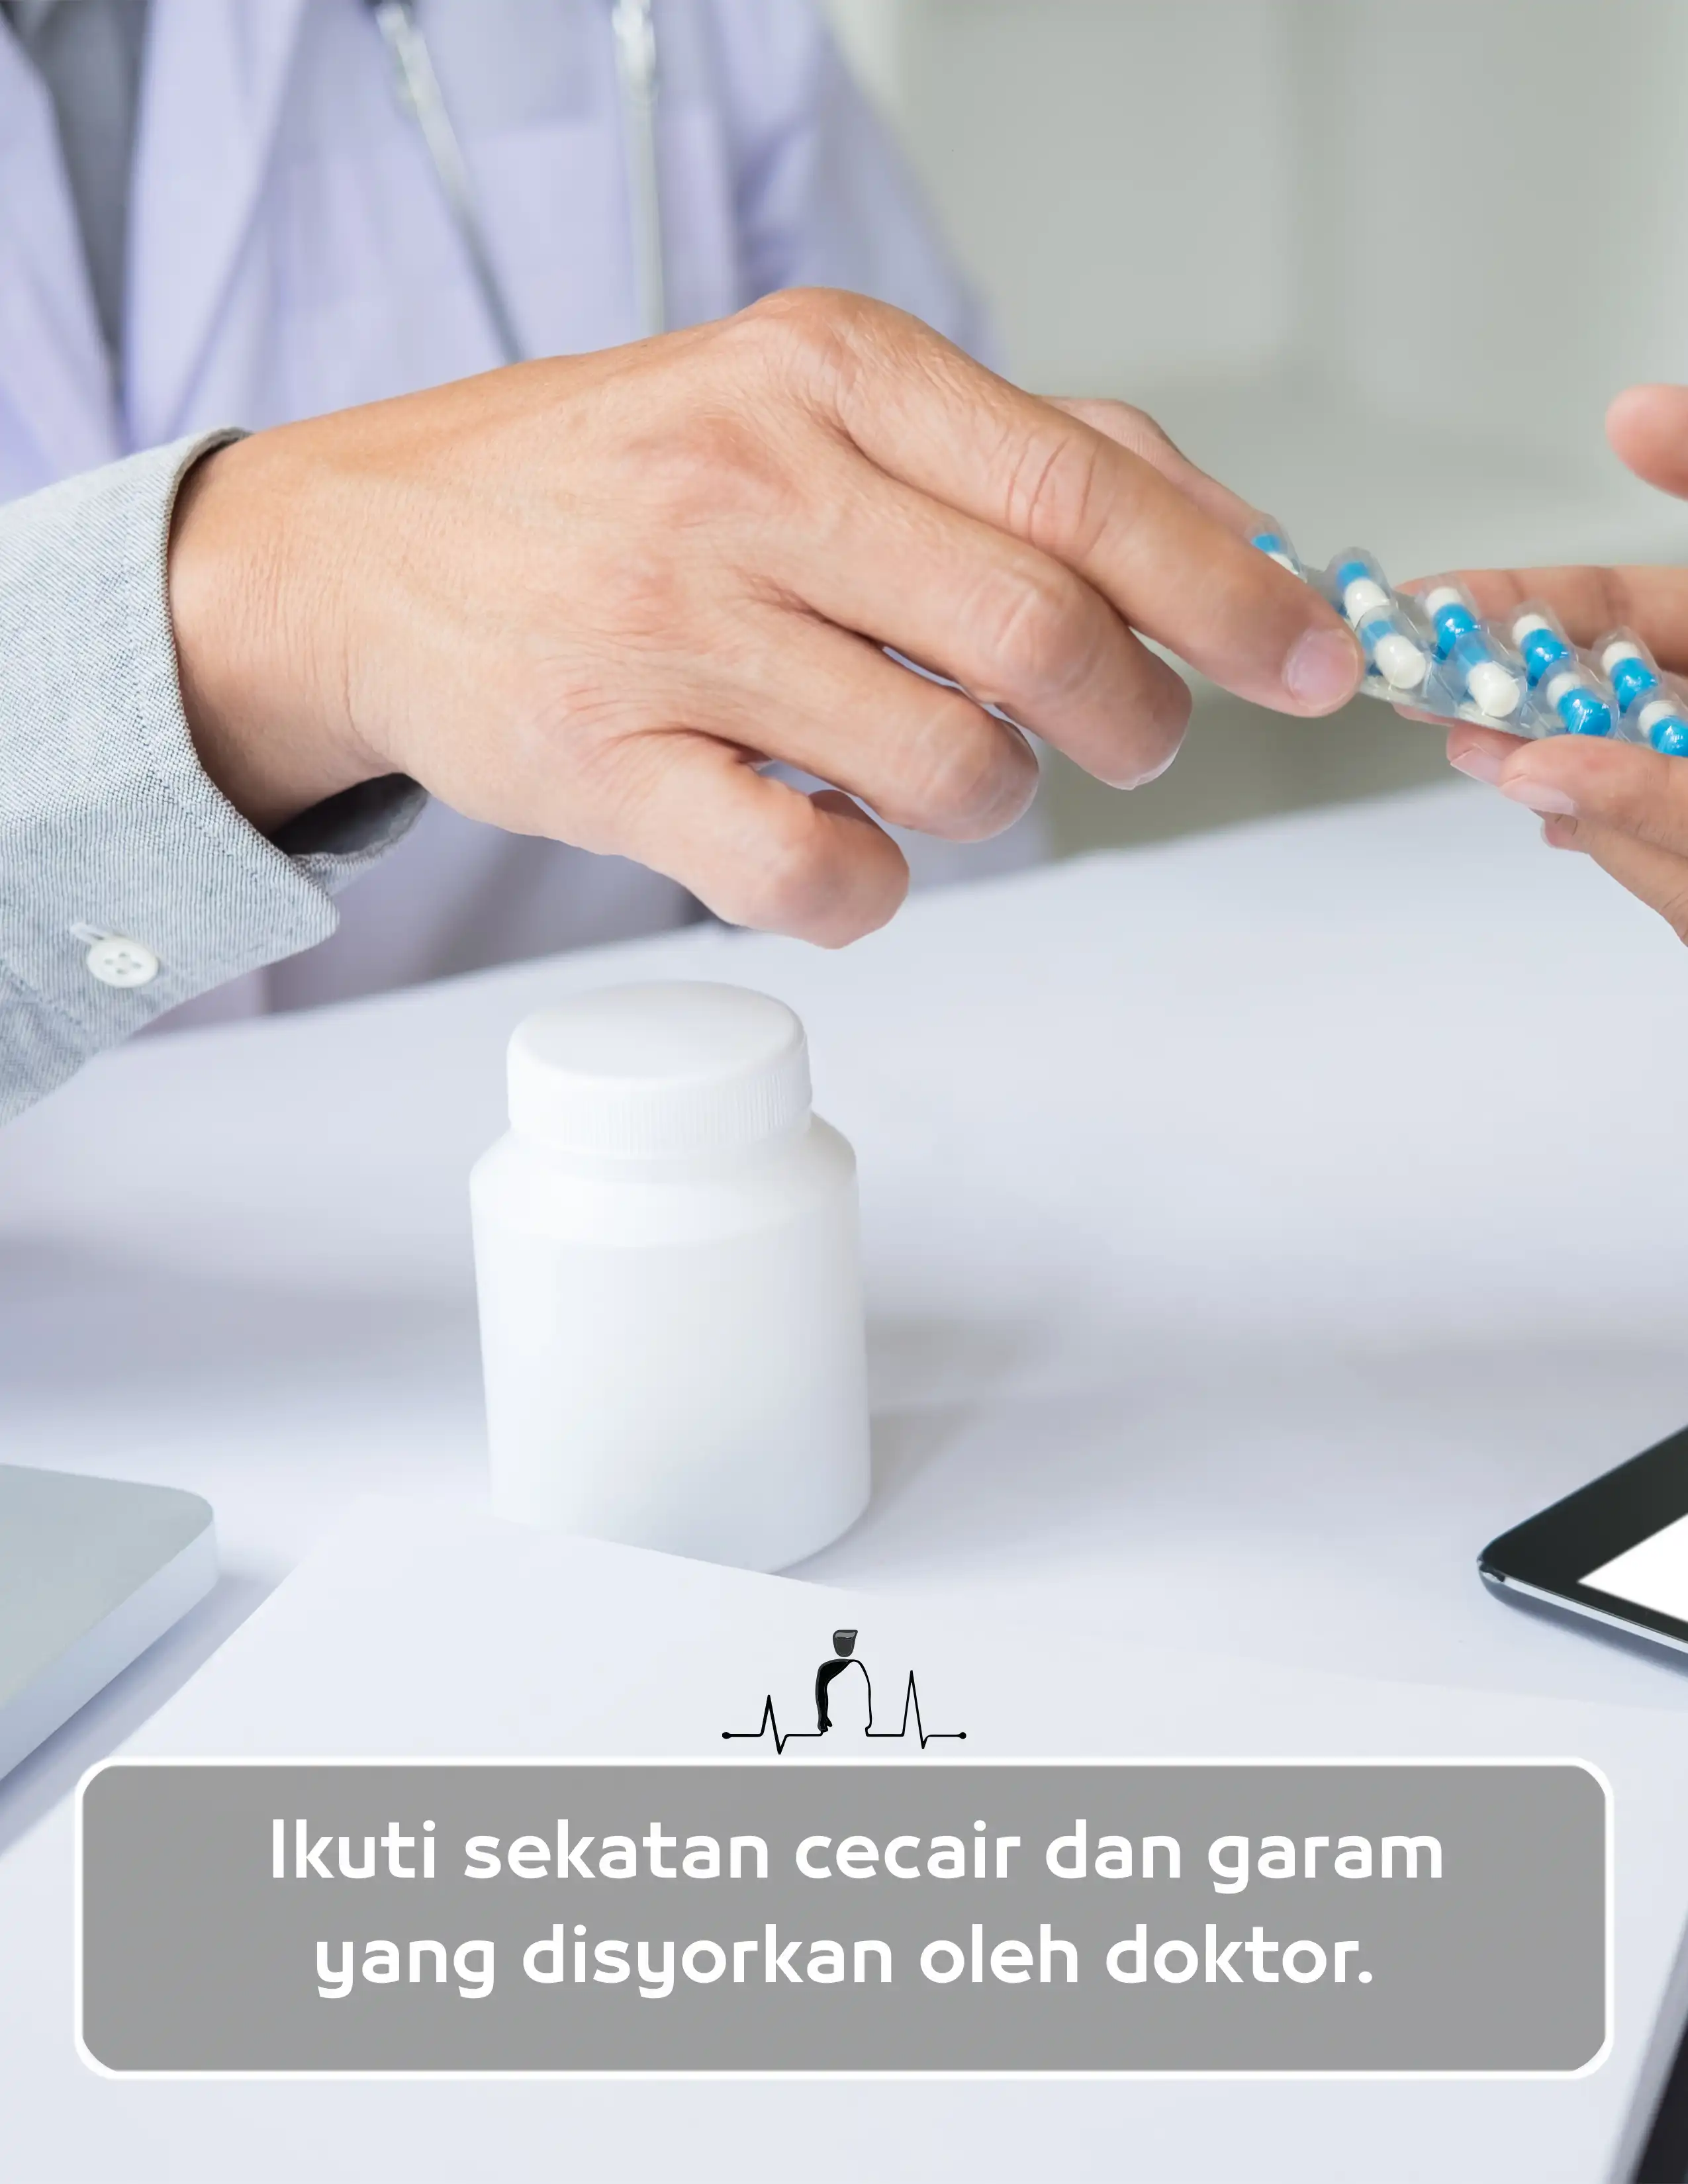 Ikuti sekatan cecair dan garam
yang disyorkan oleh doktor.